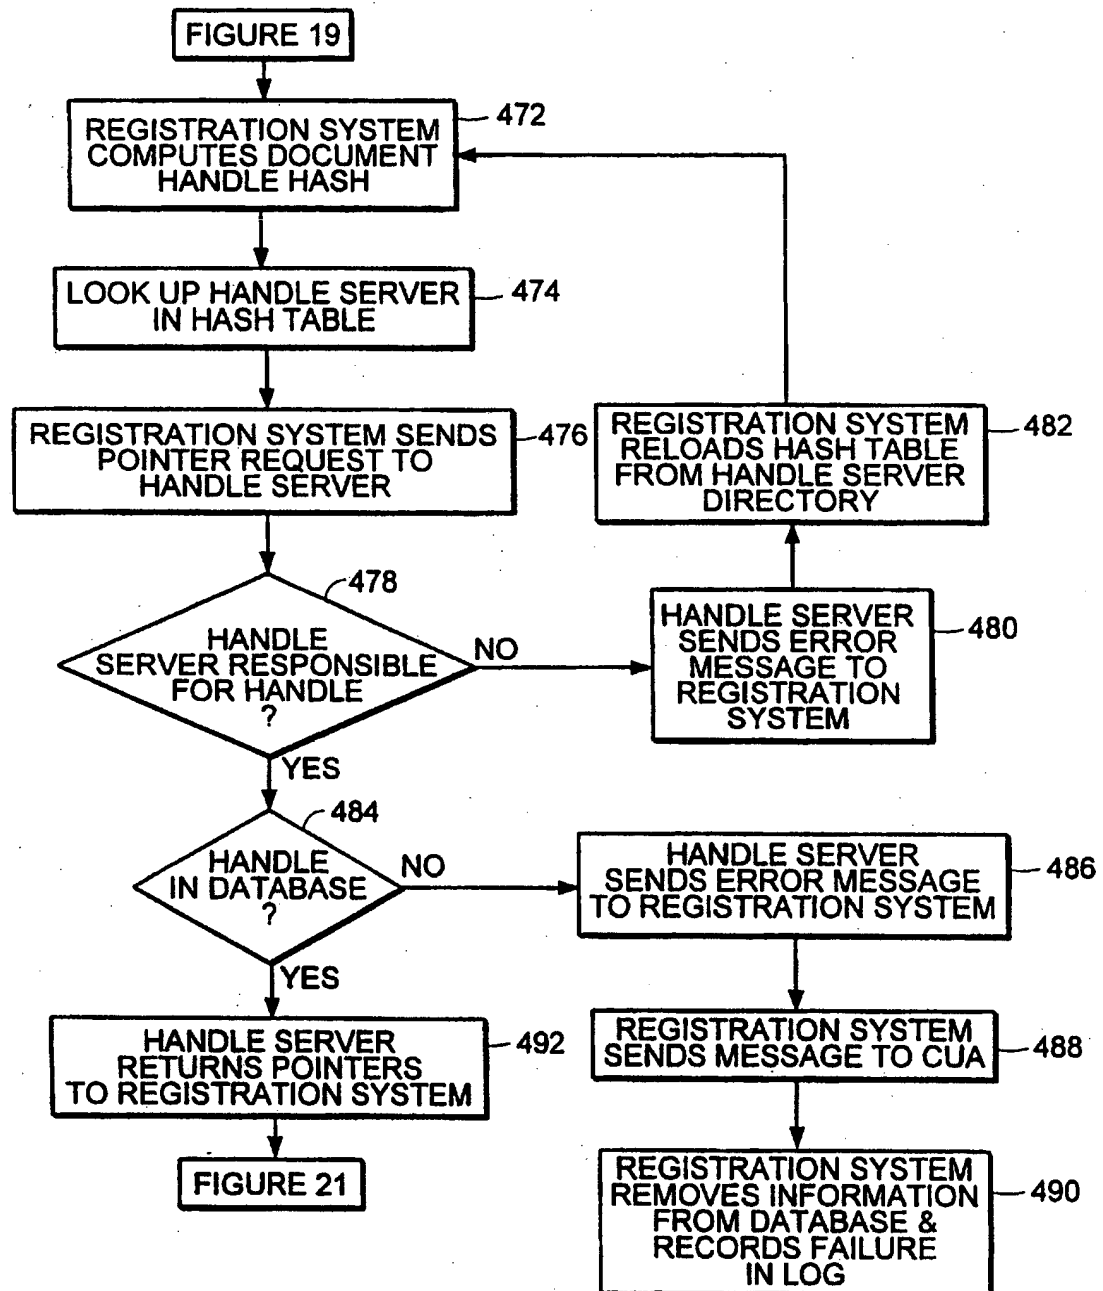 FIGURE 19
REGISTRATION SYSTEM
COMPUTES DOCUMENT
HANDLE HASH
472
LOOK UP HANDLE SERVER
IN HASH TABLE
474
REGISTRATION SYSTEM SENDS
POINTER REQUEST TO
HANDLE SERVER
476
REGISTRATION SYSTEM
RELOADS HASH TABLE
FROM HANDLE SERVER
DIRECTORY
482
478
HANDLE
SERVER RESPONSIBLE
FOR HANDLE
?
NO
HANDLE SERVER
SENDS ERROR
MESSAGE TO
REGISTRATION
SYSTEM
480
YES
484
HANDLE
IN DATABASE
?
NO
HANDLE SERVER
SENDS ERROR MESSAGE
TO REGISTRATION SYSTEM
486
YES
HANDLE SERVER
RETURNS POINTERS
TO REGISTRATION SYSTEM
492
REGISTRATION SYSTEM
SENDS MESSAGE TO CUA
488
FIGURE 21
REGISTRATION SYSTEM
REMOVES INFORMATION
FROM DATABASE &
RECORDS FAILURE
IN LOG
490